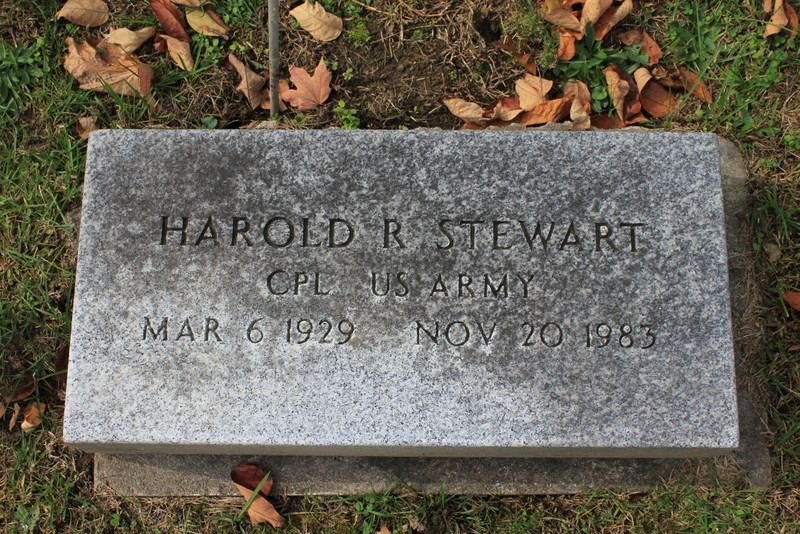 HAROLD R STEWART
CPL US ARMY
MAR 6 1929 NOV 20 1983